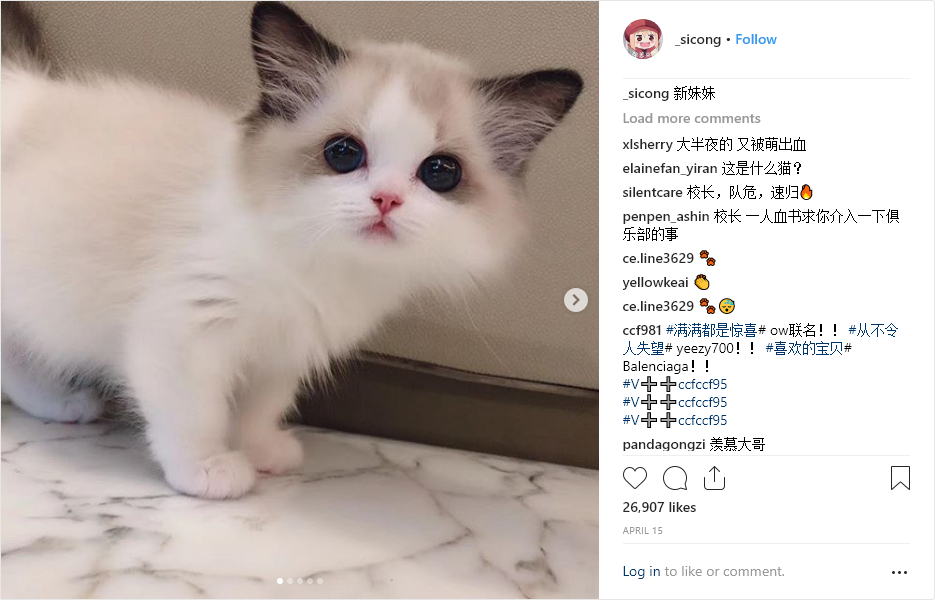 _sicong • Follow
_sicong 新妹妹
Load more comments
xlsherry 大半夜的 又被萌出血
elainefan_yiran 这是什么猫？
silentcare 校长，队危，速归🔥
penpen_ashin 校长 一人血书求你介入一下俱
乐部的事
ce.line3629 🐾
yellowkeai 👏
ce.line3629 🐾😴
ccf981 #满满都是惊喜# ow联名！！ #从不令
人失望# yeezy700！！ #喜欢的宝贝#
Balenciaga！！
#V➕➕ccfccf95
#V➕➕ccfccf95
#V➕➕ccfccf95
pandagongzi 羡慕大哥
26,907 likes
APRIL 15
Log in to like or comment.